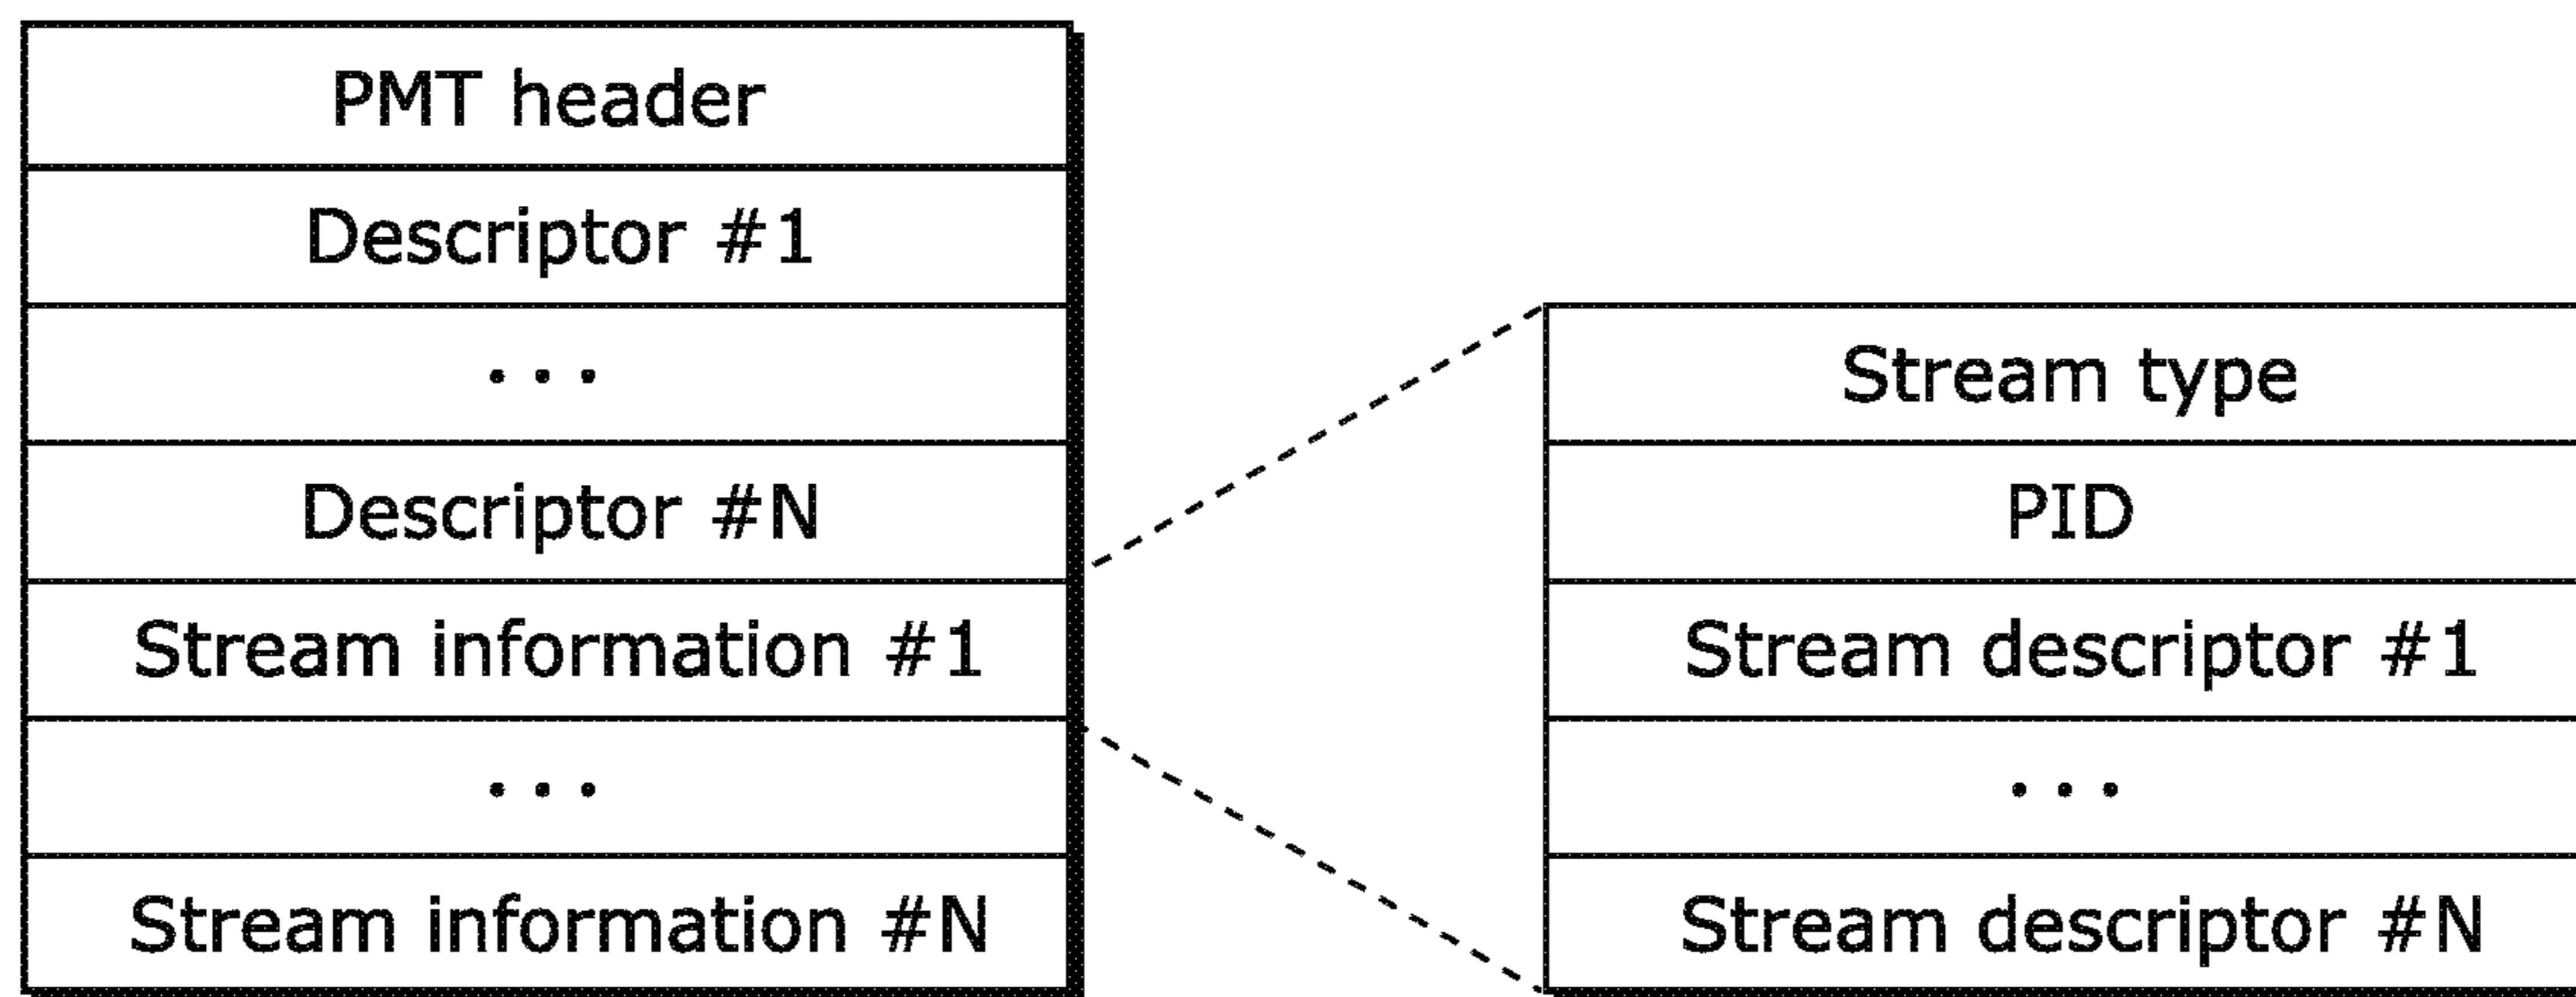 PMT header
Descriptor #1
...
Descriptor #N
Stream information #1
...
Stream information #N
Stream type
PID
Stream descriptor #1
...
Stream descriptor #N